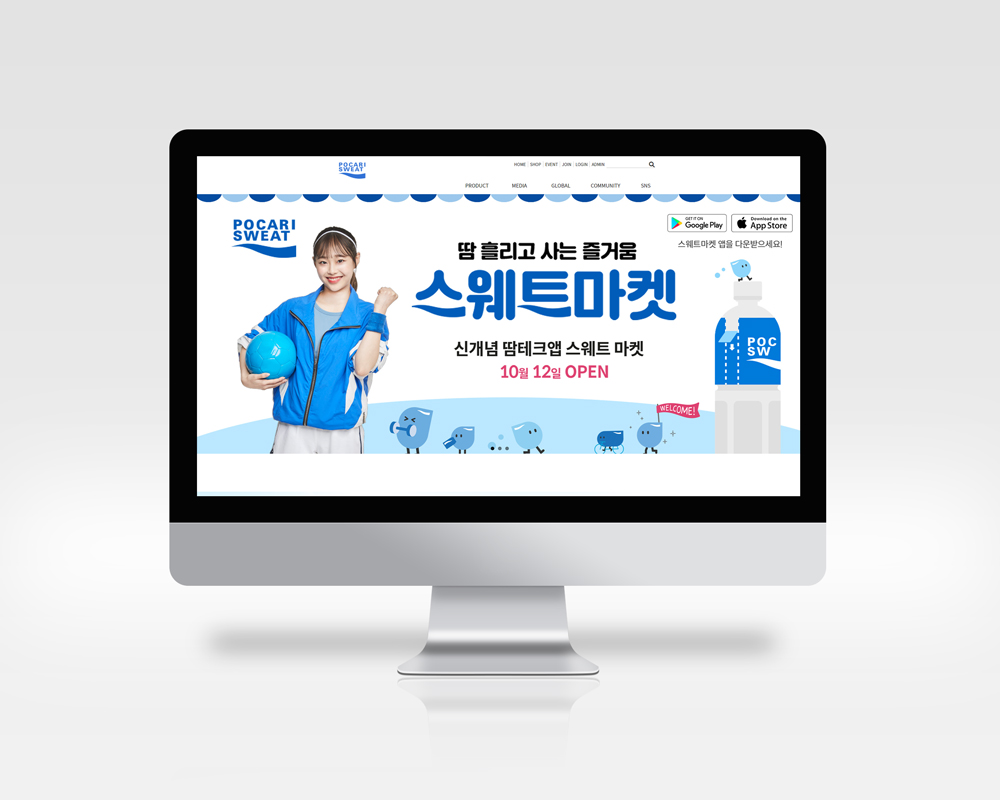 POCARI
SWEAT
HOME SHOP EVENT JOIN LOGIN ADMIN
PRODUCT MEDIA GLOBAL COMMUNITY SNS
POCARI
SWEAT
GET IT ON
Google Play
Download on the
App Store
스웨트마켓 앱을 다운받으세요!
땀 흘리고 사는 즐거움
스웨트마켓
신개념 땀테크앱 스웨트 마켓
10월 12일 OPEN
POC
SW
WELCOME!